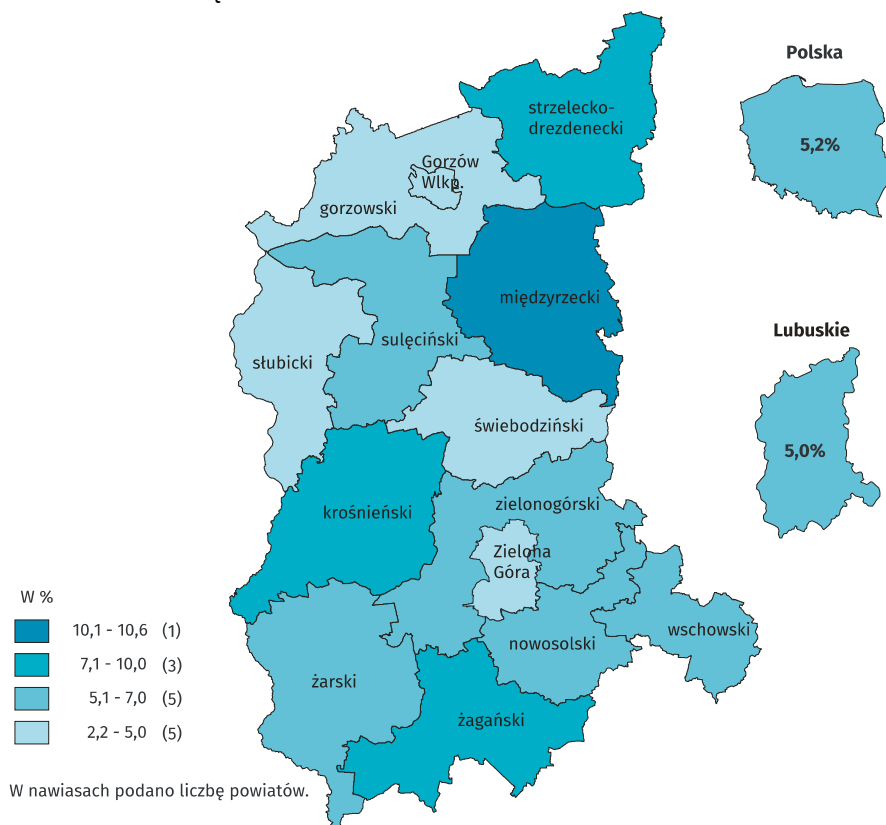 Polska
5,2%
strzelecko-
drezdenecki
Gorzów
Wlkp.
gorzowski
międzyrzecki
Lubuskie
5,0%
sulęciński
słubicki
świebodziński
zielonogórski
krośnieński
Zielona
Góra
nowosolski
wschowski
żarski
żagański
W %
10,1 - 10,6 (1)
7,1 - 10,0 (3)
5,1 - 7,0 (5)
2,2 - 5,0 (5)
W nawiasach podano liczbę powiatów.